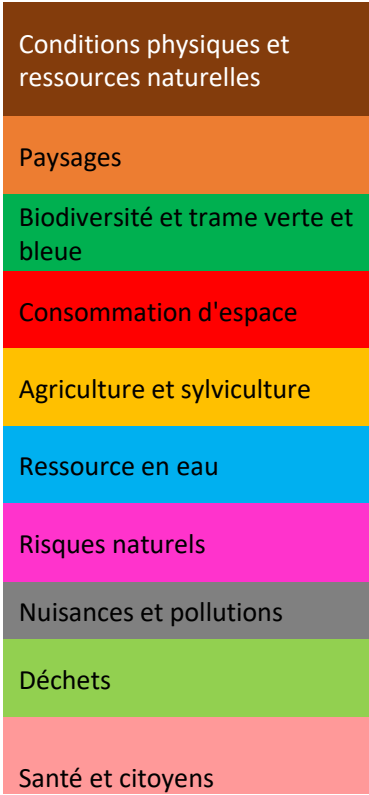 Conditions physiques et
ressources naturelles
Paysages
Biodiversité et trame verte et
bleue
Consommation d'espace
Agriculture et sylviculture
Ressource en eau
Risques naturels
Nuisances et pollutions
Déchets
Santé et citoyens